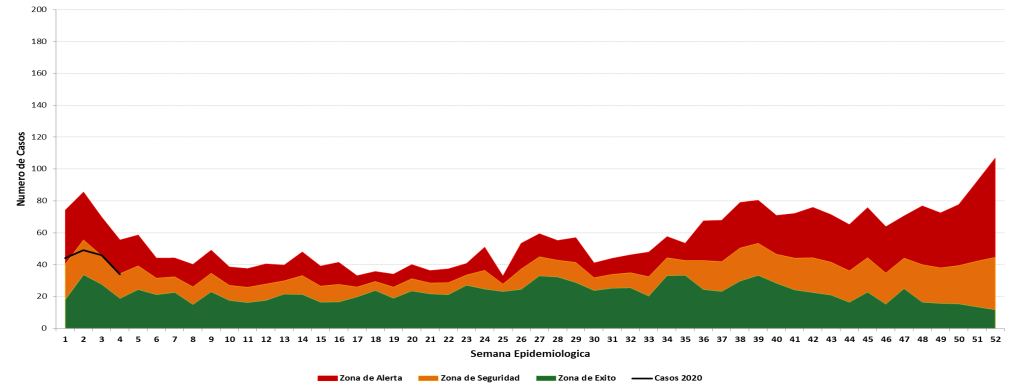 200
180
160
140
120
100
80
60
40
20
0
Numero de Casos
1 2 3 4 5 6 7 8 9 10 11 12 13 14 15 16 17 18 19 20 21 22 23 24 25 26 27 28 29 30 31 32 33 34 35 36 37 38 39 40 41 42 43 44 45 46 47 48 49 50 51 52
Semana Epidemiologica
Zona de Alerta Zona de Seguridad Zona de Exito Casos 2020